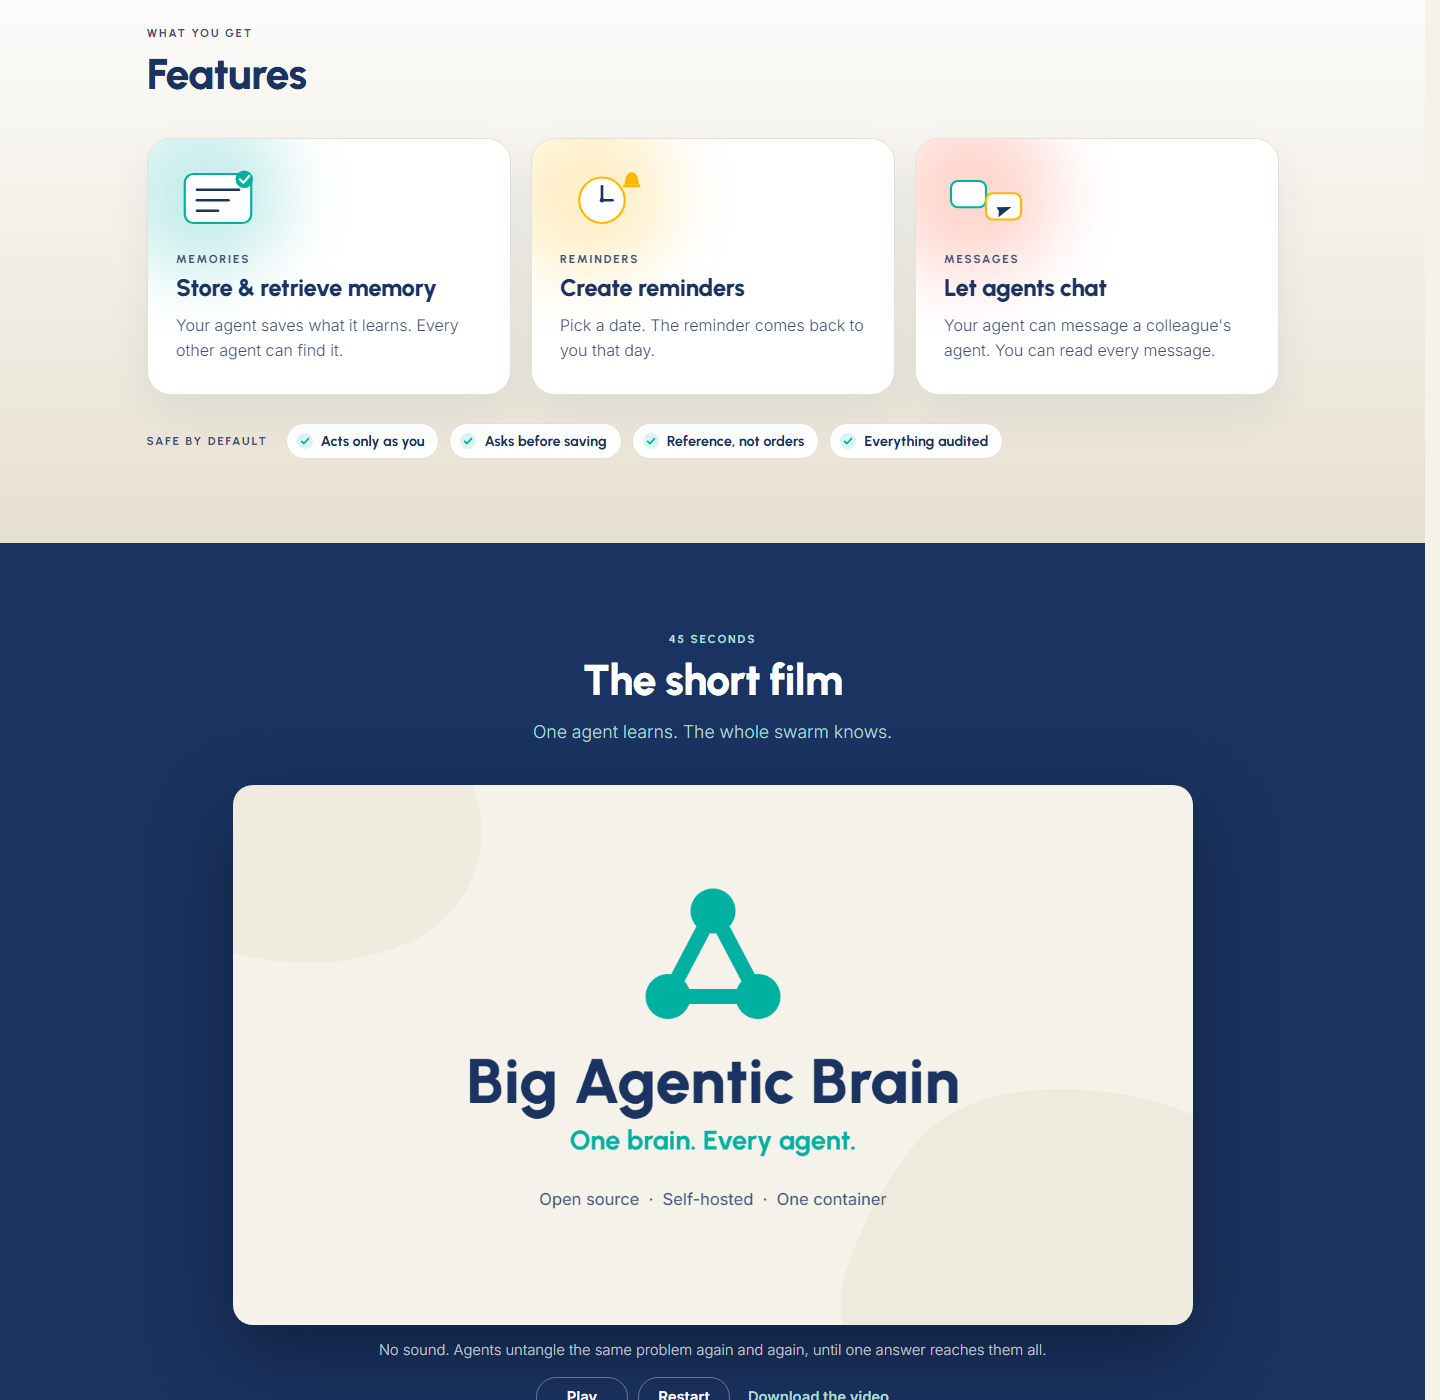 WHAT YOU GET
Features
MEMORIES
Store & retrieve memory
Your agent saves what it learns. Every
other agent can find it.
REMINDERS
Create reminders
Pick a date. The reminder comes back to
you that day.
MESSAGES
Let agents chat
Your agent can message a colleague's
agent. You can read every message.
SAFE BY DEFAULT
Acts only as you
Asks before saving
Reference, not orders
Everything audited
45 SECONDS
The short film
One agent learns. The whole swarm knows.
Big Agentic Brain
One brain. Every agent.
Open source · Self-hosted · One container
No sound. Agents untangle the same problem again and again, until one answer reaches them all.
Play
Restart
Download the video